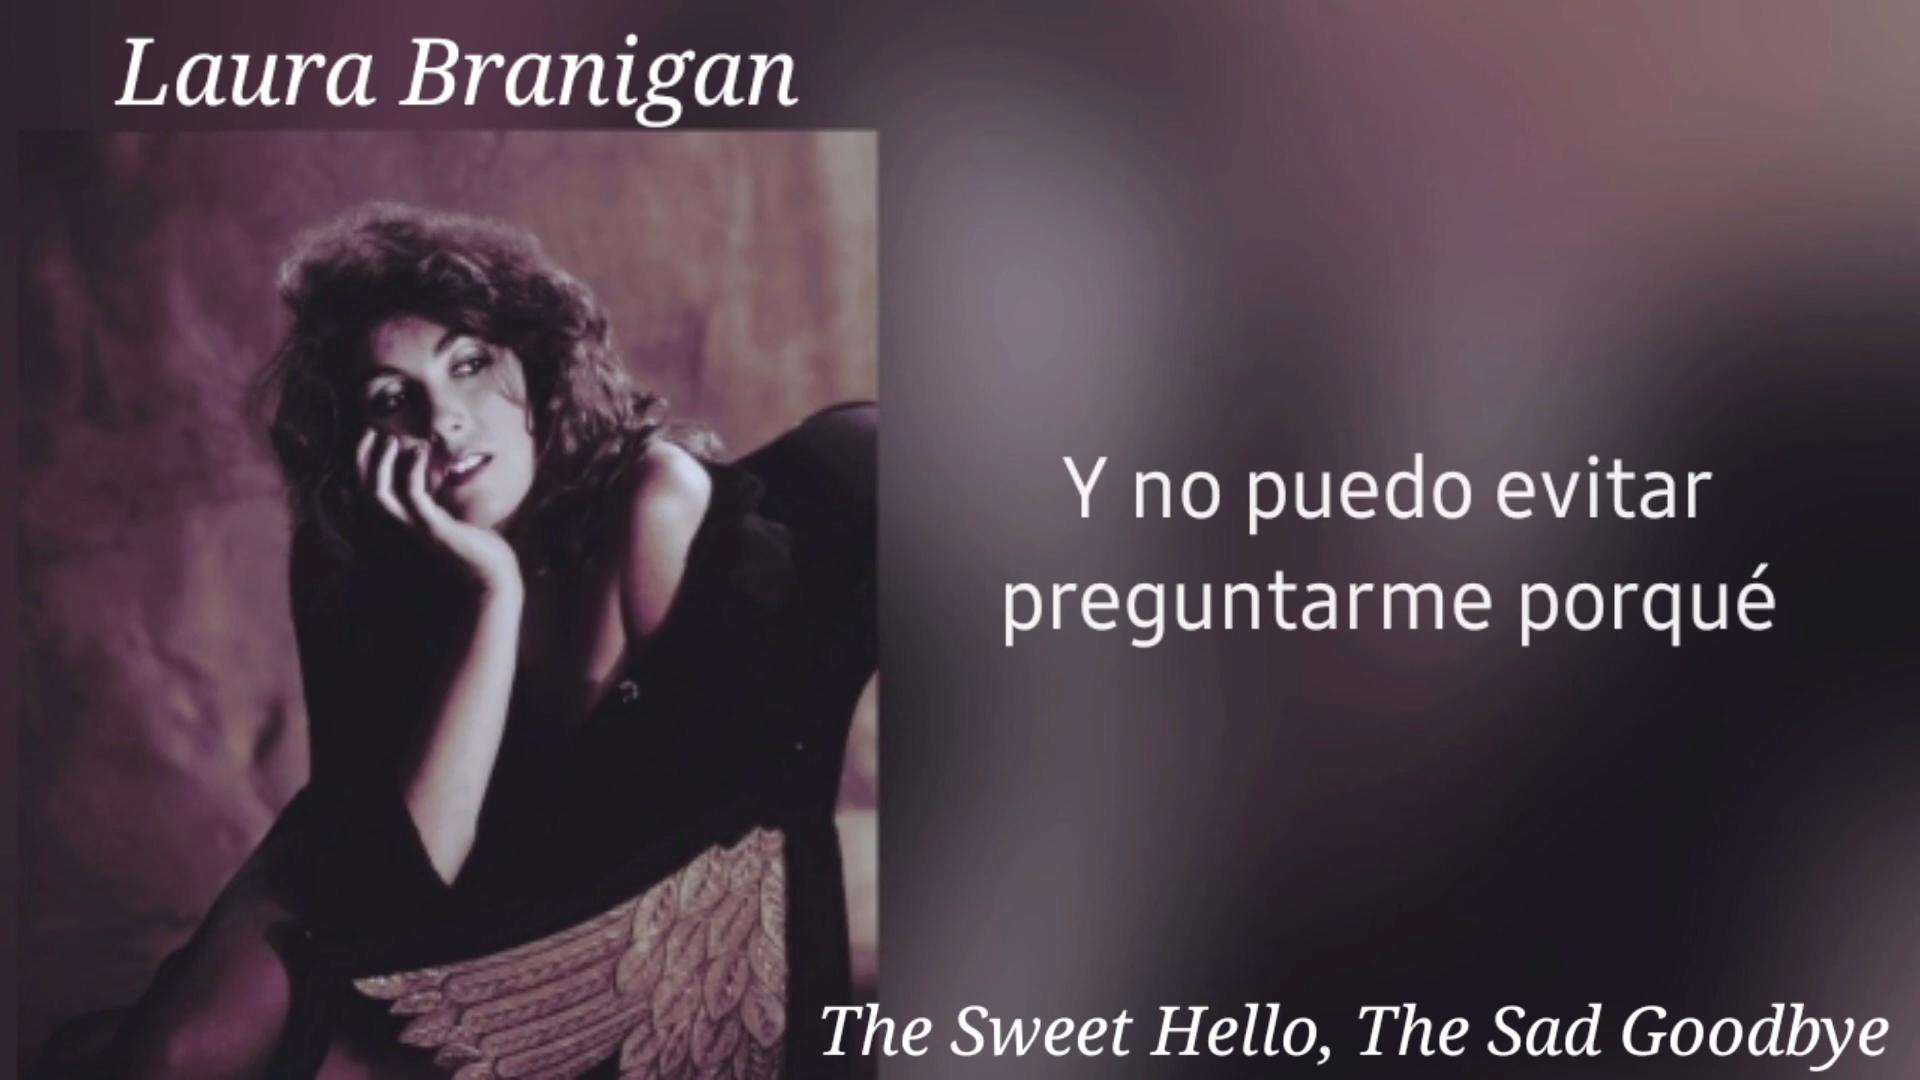 Laura Branigan
Y no puedo evitar
preguntarme porqué
The Sweet Hello, The Sad Goodbye